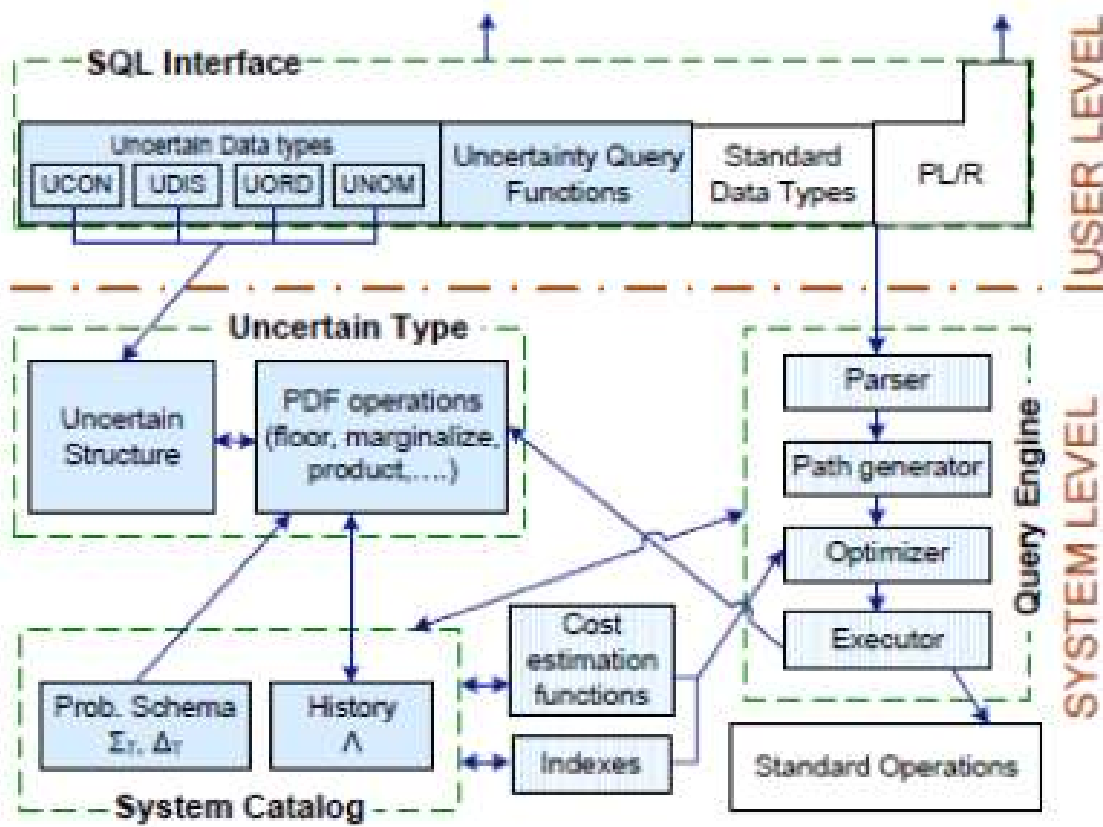 SQL Interface
Uncertain Data types
UCON
UDIS
UORD
UNOM
Uncertainty Query
Functions
Standard
Data Types
PL/R
USER LEVEL
Uncertain Type
Uncertain
Structure
PDF operations
(floor, marginalize,
product,....)
Parser
Path generator
Optimizer
Executor
Query Engine
SYSTEM LEVEL
Cost
estimation
functions
Prob. Schema
Σ_T, Δ_T
History
Λ
Indexes
Standard Operations
System Catalog